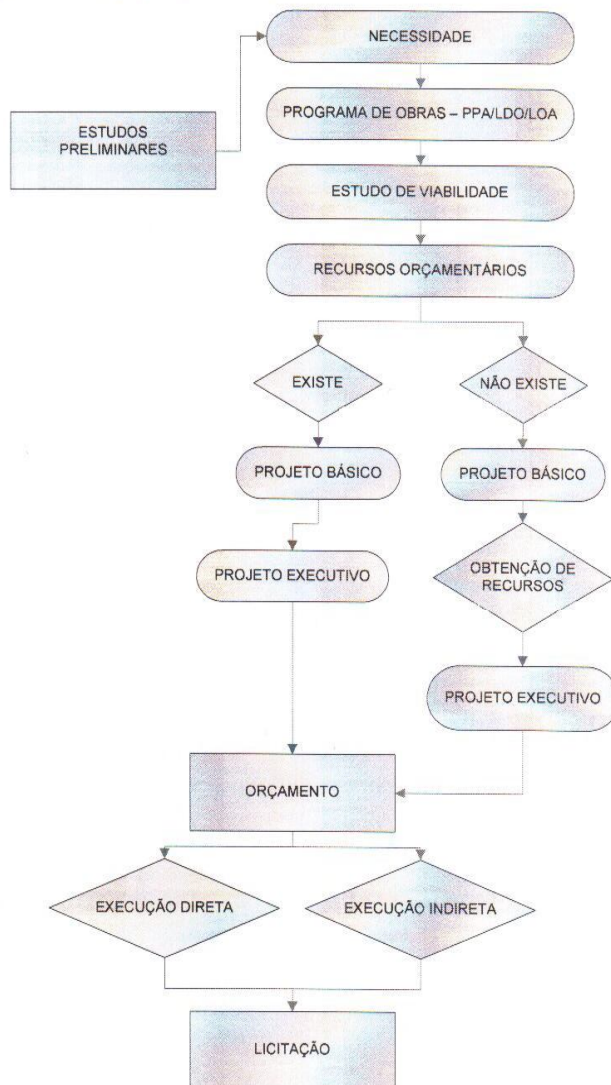 NECESSIDADE
ESTUDOS
PRELIMINARES
PROGRAMA DE OBRAS – PPA/LDO/LOA
ESTUDO DE VIABILIDADE
RECURSOS ORÇAMENTÁRIOS
EXISTE
NÃO EXISTE
PROJETO BÁSICO
PROJETO BÁSICO
PROJETO EXECUTIVO
OBTENÇÃO DE
RECURSOS
PROJETO EXECUTIVO
ORÇAMENTO
EXECUÇÃO DIRETA
EXECUÇÃO INDIRETA
LICITAÇÃO